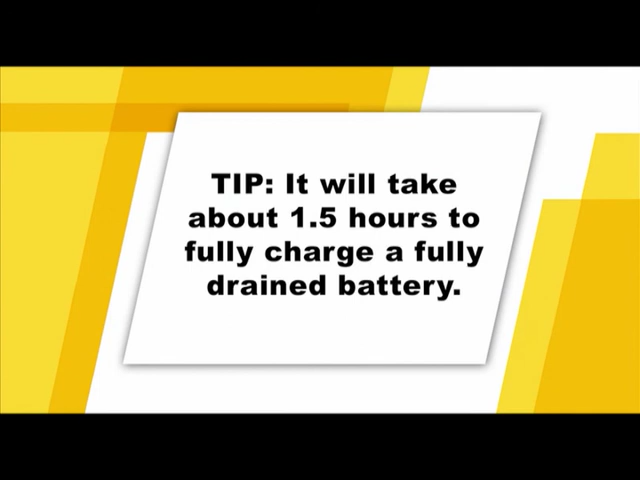 TIP: It will take
about 1.5 hours to
fully charge a fully
drained battery.